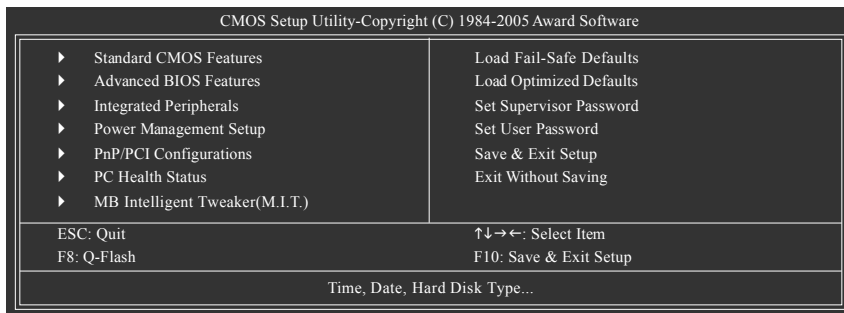 CMOS Setup Utility-Copyright (C) 1984-2005 Award Software
Standard CMOS Features
Advanced BIOS Features
Integrated Peripherals
Power Management Setup
PnP/PCI Configurations
PC Health Status
MB Intelligent Tweaker(M.I.T.)
Load Fail-Safe Defaults
Load Optimized Defaults
Set Supervisor Password
Set User Password
Save & Exit Setup
Exit Without Saving
ESC: Quit
F8: Q-Flash
↑↓→←: Select Item
F10: Save & Exit Setup
Time, Date, Hard Disk Type...